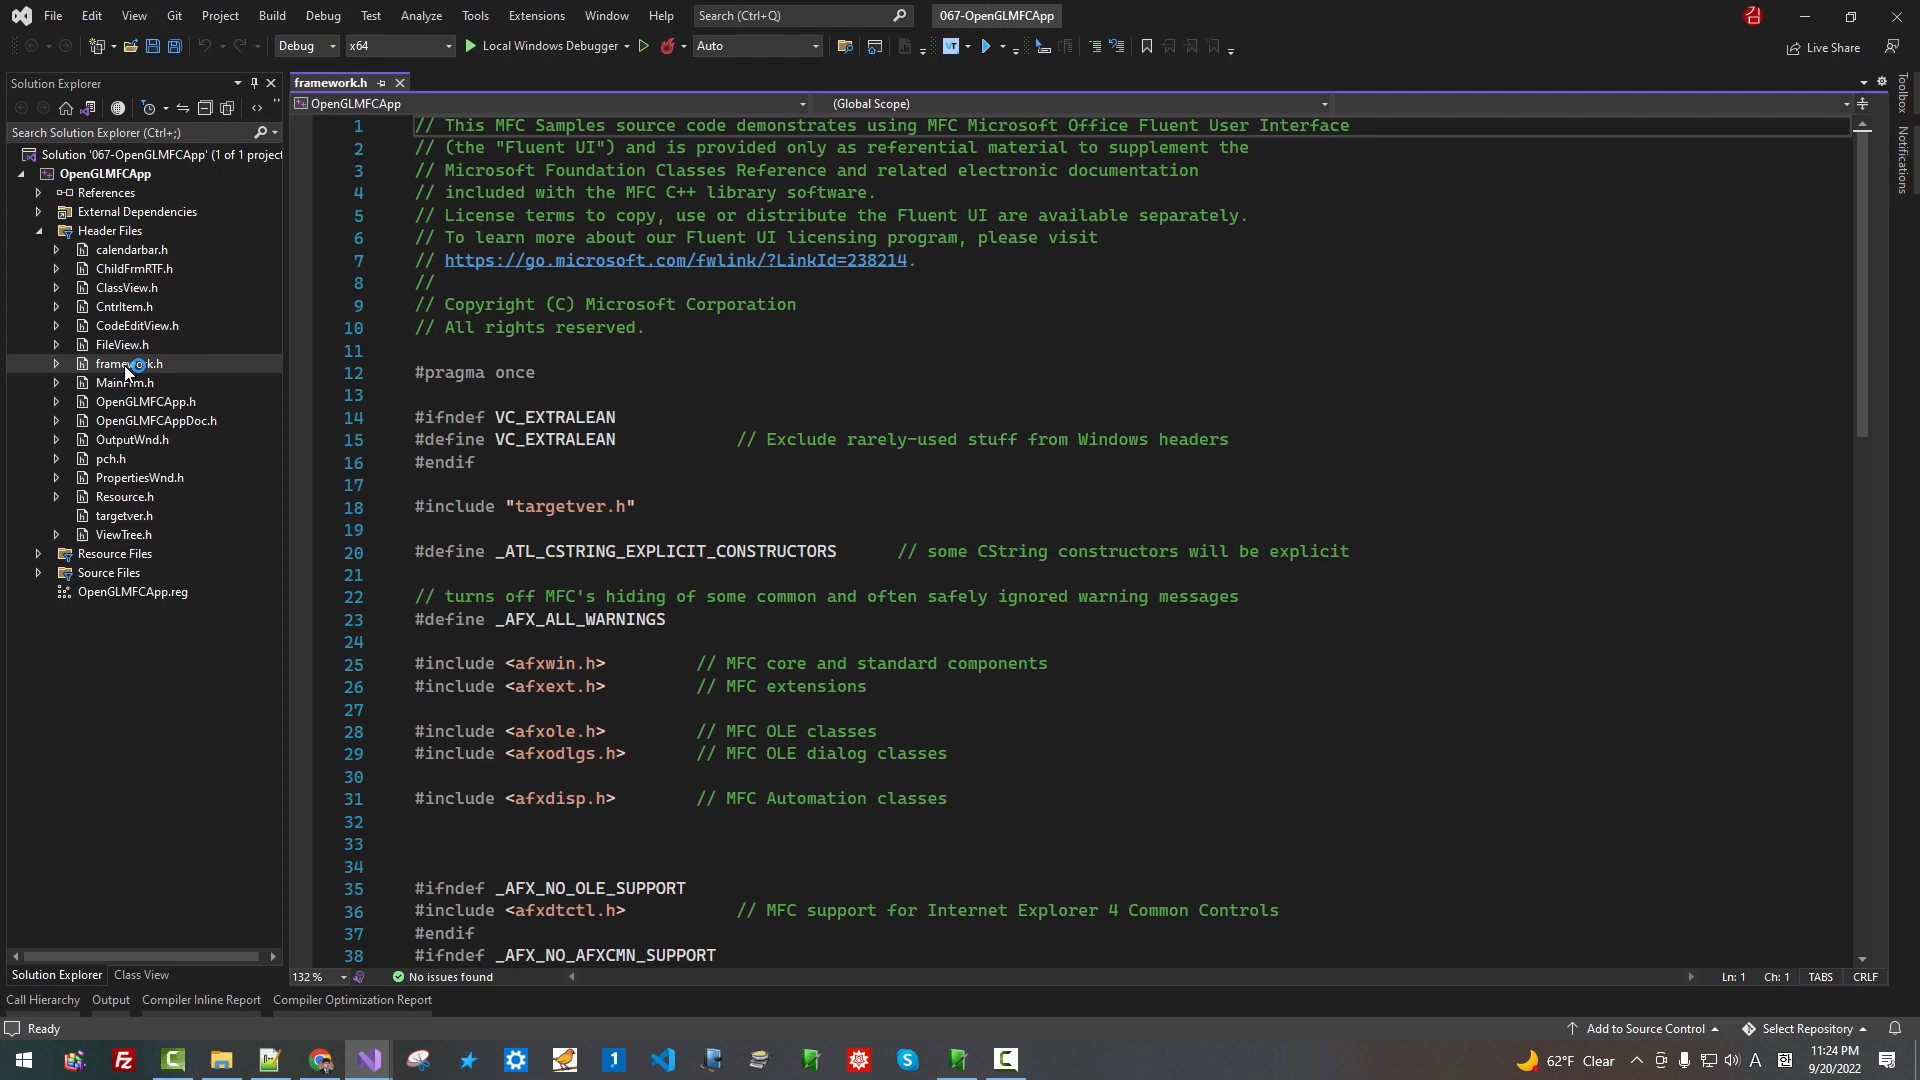 File Edit View Git Project Build Debug Test Analyze Tools Extensions Window Help Search (Ctrl+Q) 067-OpenGLMFCApp
Debug x64 Local Windows Debugger Auto Live Share
Solution Explorer
Search Solution Explorer (Ctrl+;)
Solution '067-OpenGLMFCApp' (1 of 1 project
OpenGLMFCApp
References
External Dependencies
Header Files
calendarbar.h
ChildFrmRTF.h
ClassView.h
CntrItem.h
CodeEditView.h
FileView.h
framework.h
MainFrm.h
OpenGLMFCApp.h
OpenGLMFCAppDoc.h
OutputWnd.h
pch.h
PropertiesWnd.h
Resource.h
targetver.h
ViewTree.h
Resource Files
Source Files
OpenGLMFCApp.reg
Solution Explorer Class View
framework.h
OpenGLMFCApp (Global Scope)
1 // This MFC Samples source code demonstrates using MFC Microsoft Office Fluent User Interface
2 // (the "Fluent UI") and is provided only as referential material to supplement the
3 // Microsoft Foundation Classes Reference and related electronic documentation
4 // included with the MFC C++ library software.
5 // License terms to copy, use or distribute the Fluent UI are available separately.
6 // To learn more about our Fluent UI licensing program, please visit
7 // https://go.microsoft.com/fwlink/?LinkId=238214.
8 //
9 // Copyright (C) Microsoft Corporation
10 // All rights reserved.
11
12 #pragma once
13
14 #ifndef VC_EXTRALEAN
15 #define VC_EXTRALEAN // Exclude rarely-used stuff from Windows headers
16 #endif
17
18 #include "targetver.h"
19
20 #define _ATL_CSTRING_EXPLICIT_CONSTRUCTORS // some CString constructors will be explicit
21
22 // turns off MFC's hiding of some common and often safely ignored warning messages
23 #define _AFX_ALL_WARNINGS
24
25 #include <afxwin.h> // MFC core and standard components
26 #include <afxext.h> // MFC extensions
27
28 #include <afxole.h> // MFC OLE classes
29 #include <afxodlgs.h> // MFC OLE dialog classes
30
31 #include <afxdisp.h> // MFC Automation classes
32
33
34
35 #ifndef _AFX_NO_OLE_SUPPORT
36 #include <afxdtctl.h> // MFC support for Internet Explorer 4 Common Controls
37 #endif
38 #ifndef _AFX_NO_AFXCMN_SUPPORT
132 % No issues found Ln: 1 Ch: 1 TABS CRLF
Toolbox
Notifications
Call Hierarchy Output Compiler Inline Report Compiler Optimization Report
Ready Add to Source Control Select Repository
62°F Clear A 11:24 PM
9/20/2022